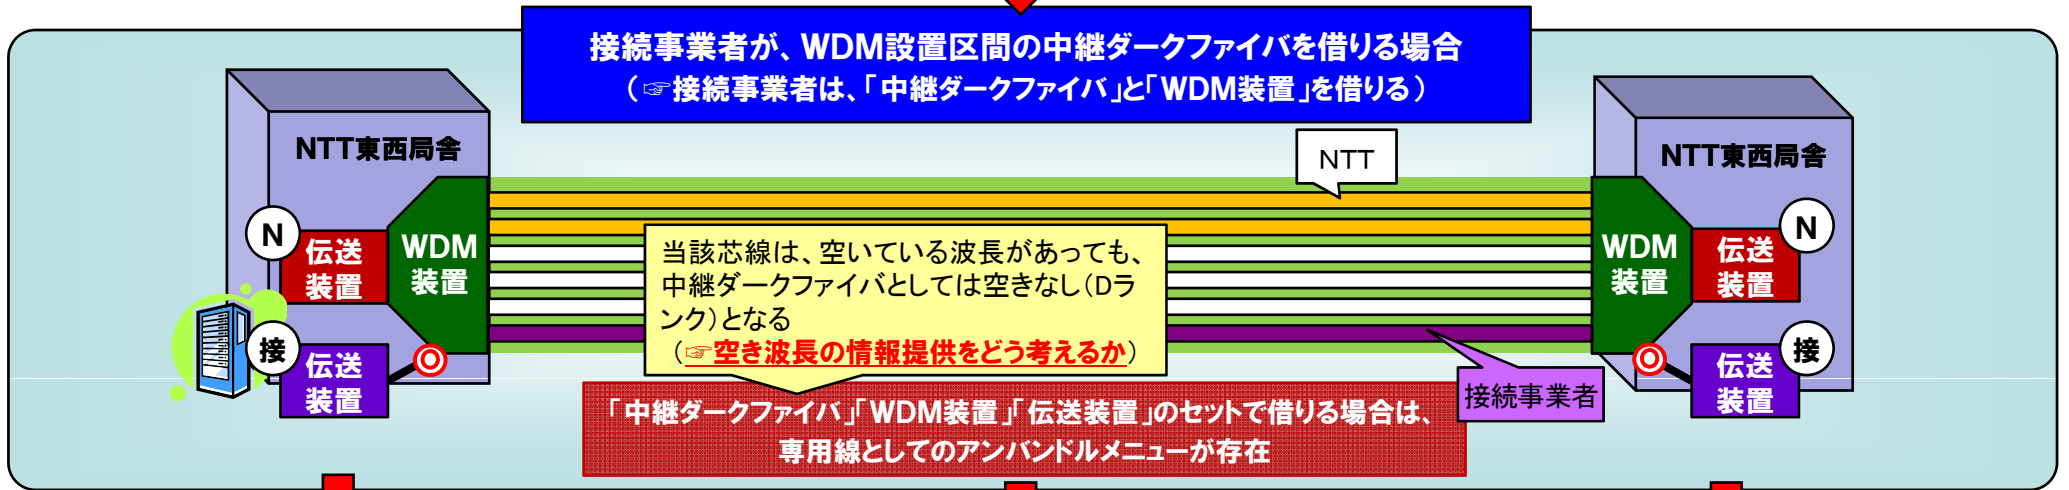 接続事業者が、WDM設置区間の中継ダークファイバを借りる場合
（☞接続事業者は、「中継ダークファイバ」と「WDM装置」を借りる）
NTT東西局舎
NTT
NTT東西局舎
N
伝送
装置
WDM
装置
接
伝送
装置
当該芯線は、空いている波長があっても、
中継ダークファイバとしては空きなし（Dラ
ンク）となる
（☞空き波長の情報提供をどう考えるか）
WDM
装置
N
伝送
装置
接
伝送
装置
接続事業者
「中継ダークファイバ」「WDM装置」「伝送装置」のセットで借りる場合は、
専用線としてのアンバンドルメニューが存在